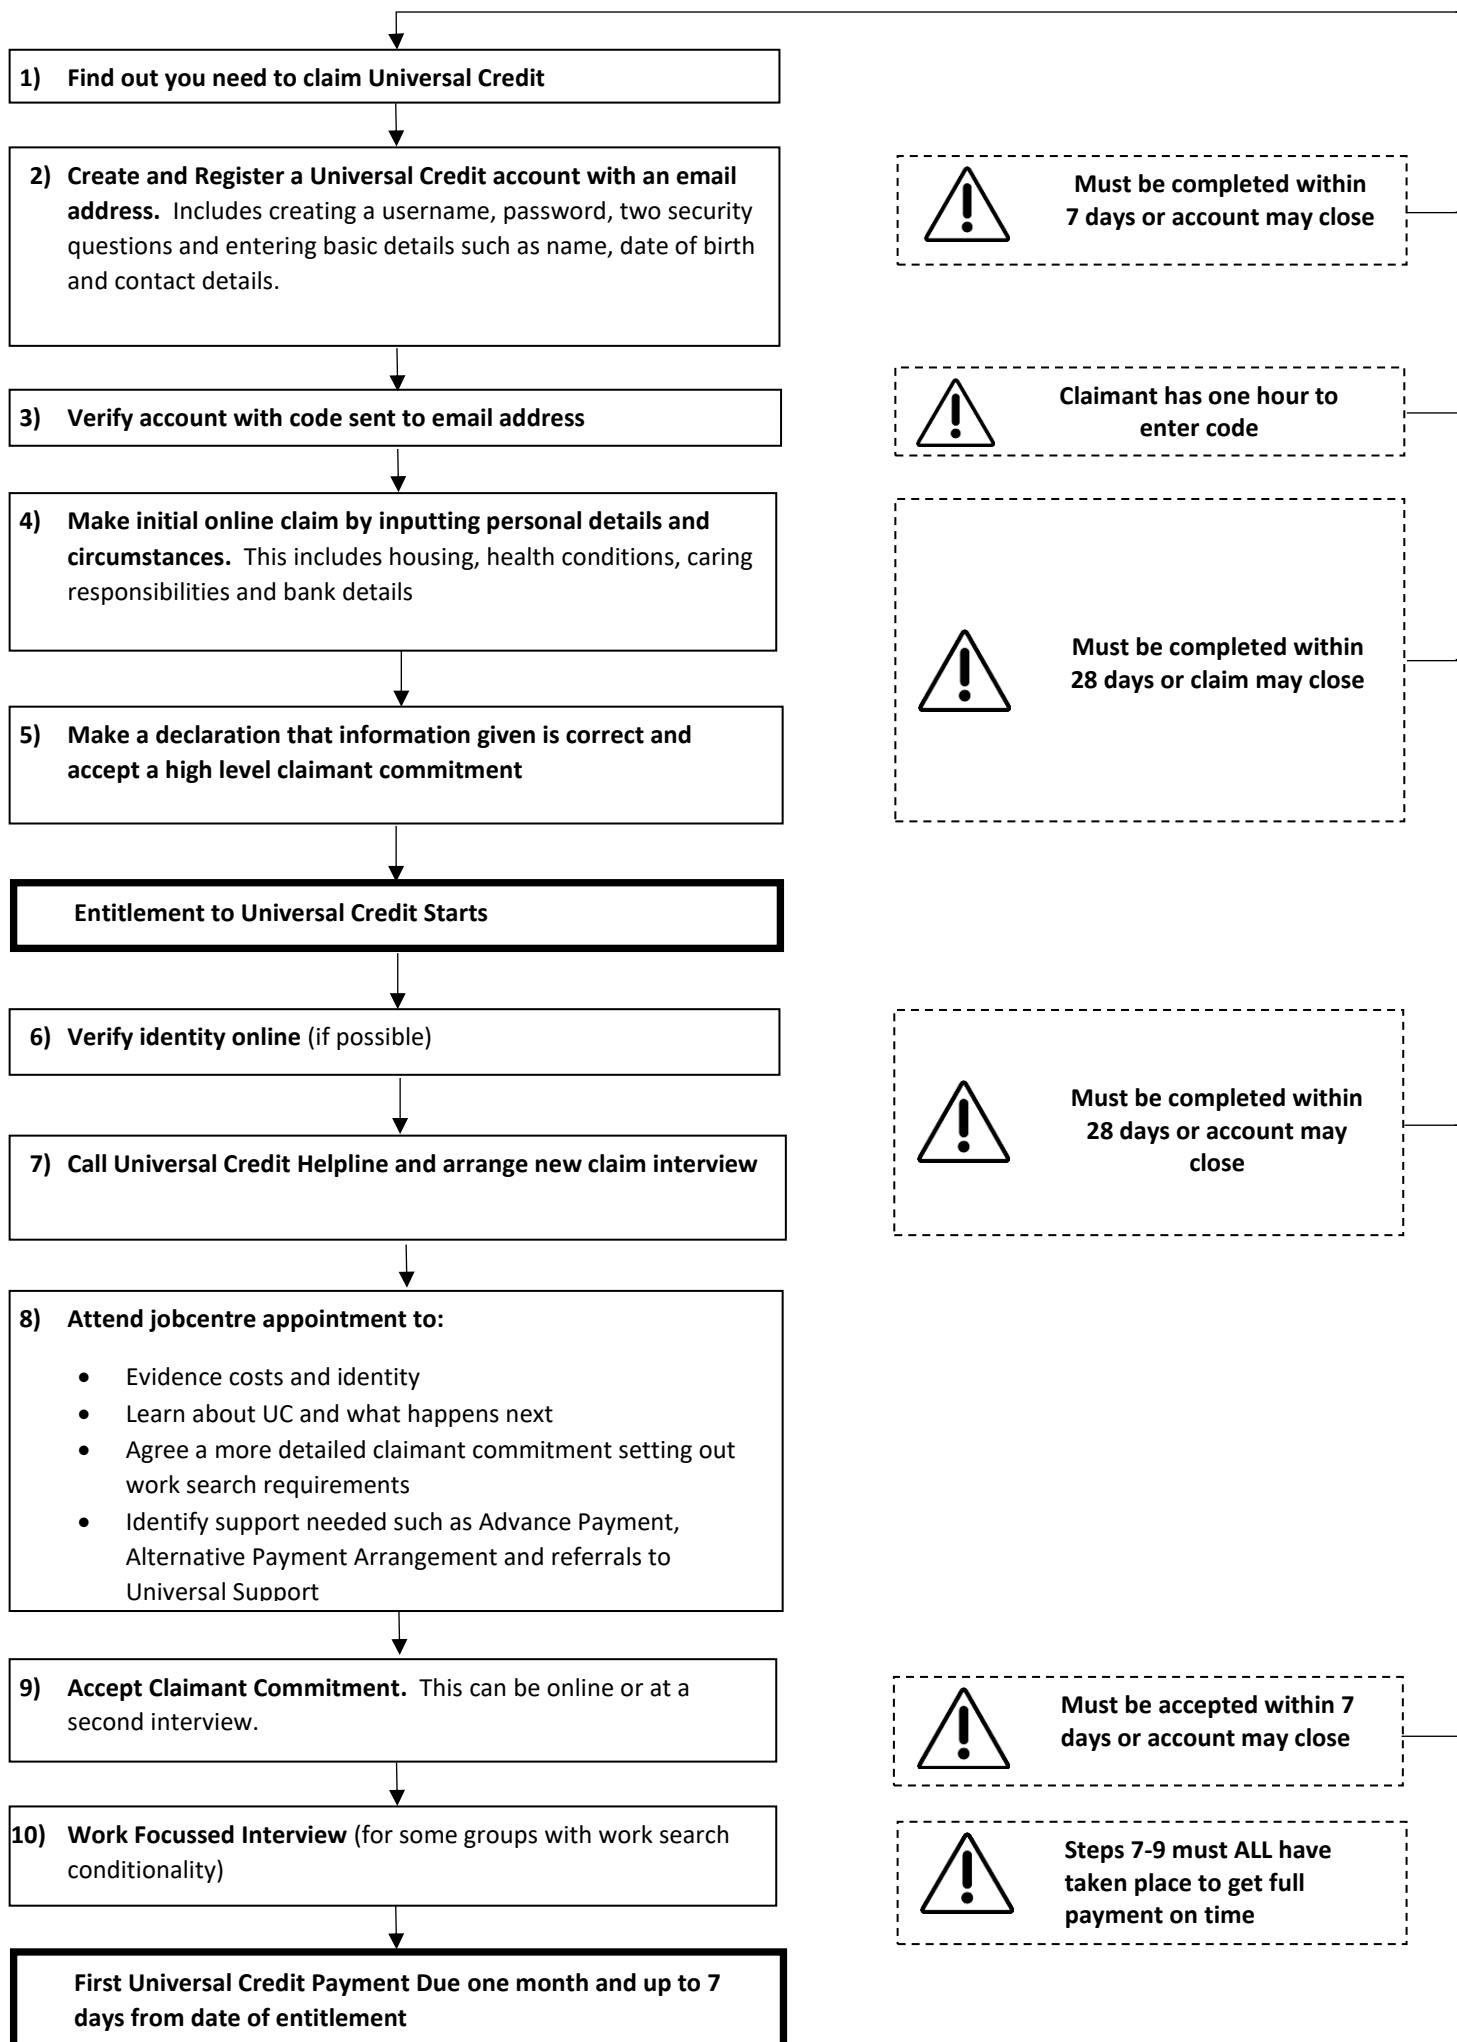 1) Find out you need to claim Universal Credit
2) Create and Register a Universal Credit account with an email
address. Includes creating a username, password, two security
questions and entering basic details such as name, date of birth
and contact details.
Must be completed within
7 days or account may close
3) Verify account with code sent to email address
Claimant has one hour to
enter code
4) Make initial online claim by inputting personal details and
circumstances. This includes housing, health conditions, caring
responsibilities and bank details
Must be completed within
28 days or claim may close
5) Make a declaration that information given is correct and
accept a high level claimant commitment
Entitlement to Universal Credit Starts
6) Verify identity online (if possible)
Must be completed within
28 days or account may
close
7) Call Universal Credit Helpline and arrange new claim interview
8) Attend jobcentre appointment to:
• Evidence costs and identity
• Learn about UC and what happens next
• Agree a more detailed claimant commitment setting out
work search requirements
• Identify support needed such as Advance Payment,
Alternative Payment Arrangement and referrals to
Universal Support
9) Accept Claimant Commitment. This can be online or at a
second interview.
Must be accepted within 7
days or account may close
10) Work Focussed Interview (for some groups with work search
conditionality)
Steps 7-9 must ALL have
taken place to get full
payment on time
First Universal Credit Payment Due one month and up to 7
days from date of entitlement